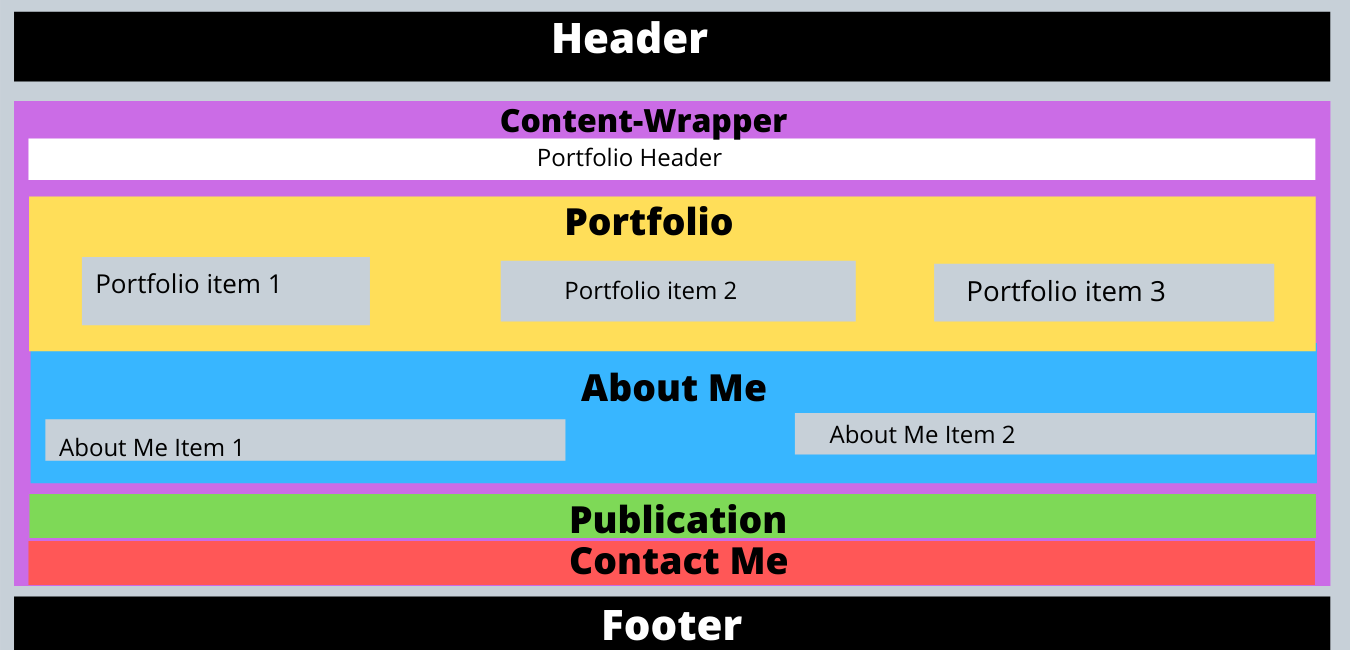 Header
Content-Wrapper
Portfolio Header
Portfolio
Portfolio item 1
Portfolio item 2
Portfolio item 3
About Me
About Me Item 1
About Me Item 2
Publication
Contact Me
Footer